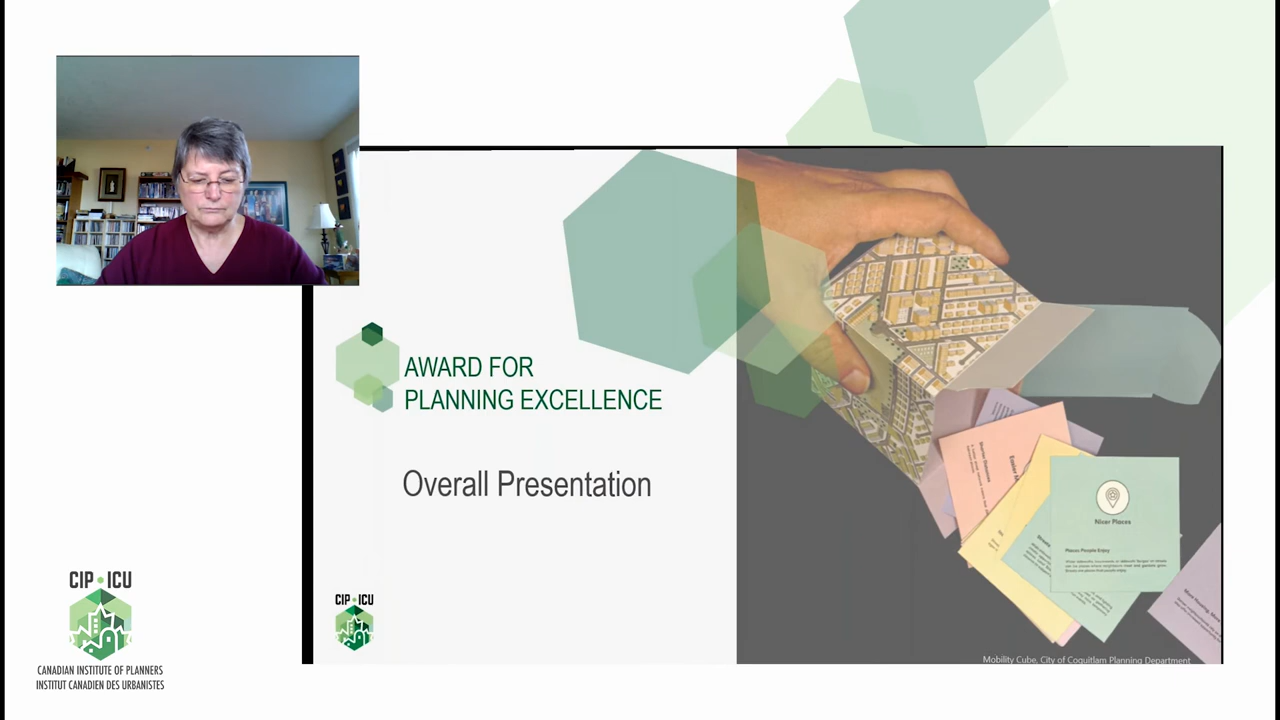 AWARD FOR
PLANNING EXCELLENCE
Overall Presentation
CIP • ICU
Nicer Places
Places People Enjoy
Mobility Cube, City of Coquitlam Planning Department
CIP • ICU
CANADIAN INSTITUTE OF PLANNERS
INSTITUT CANADIEN DES URBANISTES